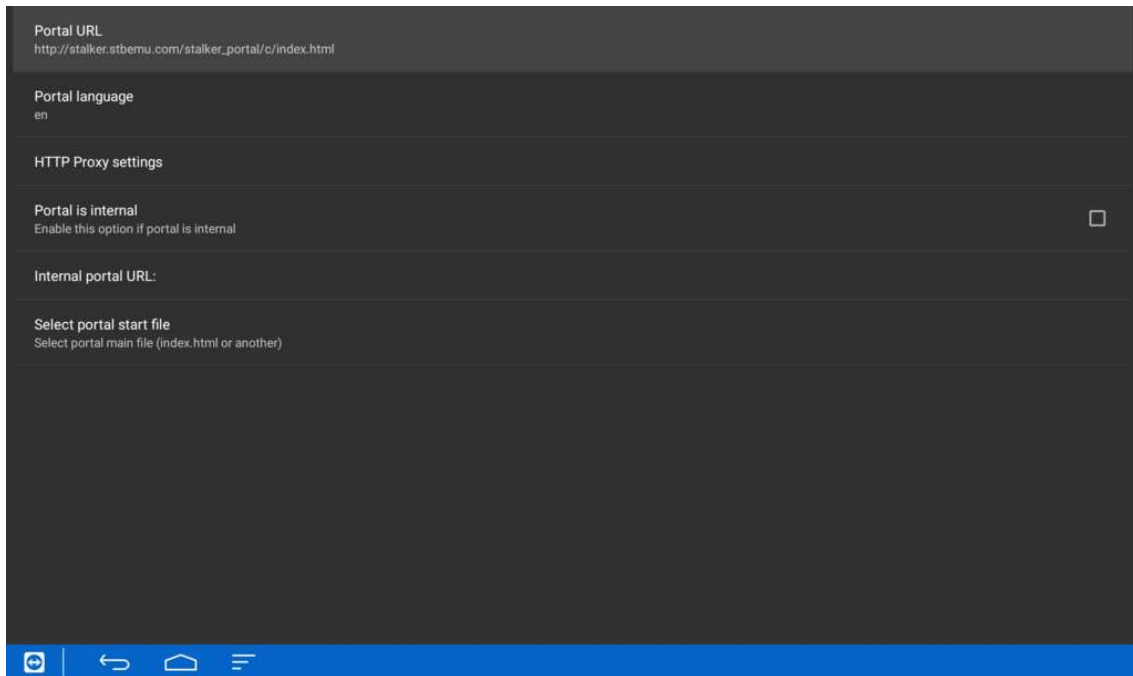 Portal URL
http://stalker.stbemu.com/stalker_portal/c/index.html
Portal language
en
HTTP Proxy settings
Portal is internal
Enable this option if portal is internal
Internal portal URL:
Select portal start file
Select portal main file (index.html or another)